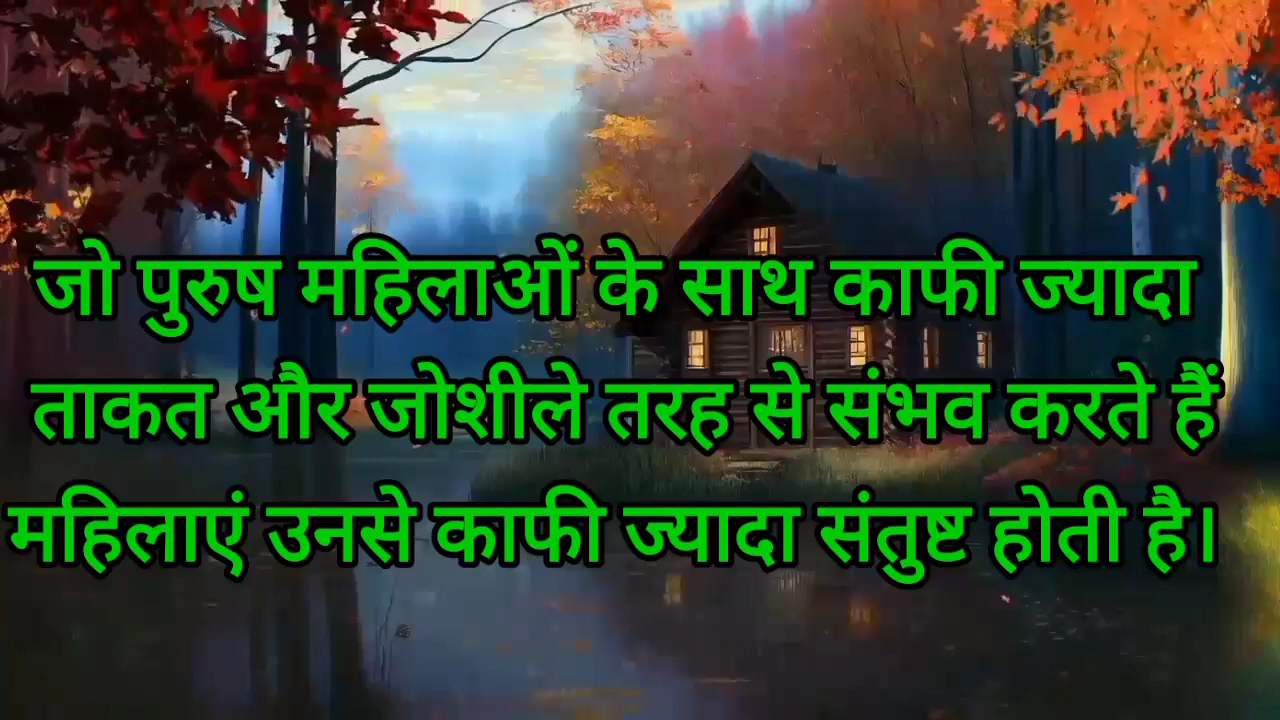 जो पुरुष महिलाओं के साथ काफी ज्यादा
ताकत और जोशीले तरह से संभव करते हैं
महिलाएं उनसे काफी ज्यादा संतुष्ट होती है।